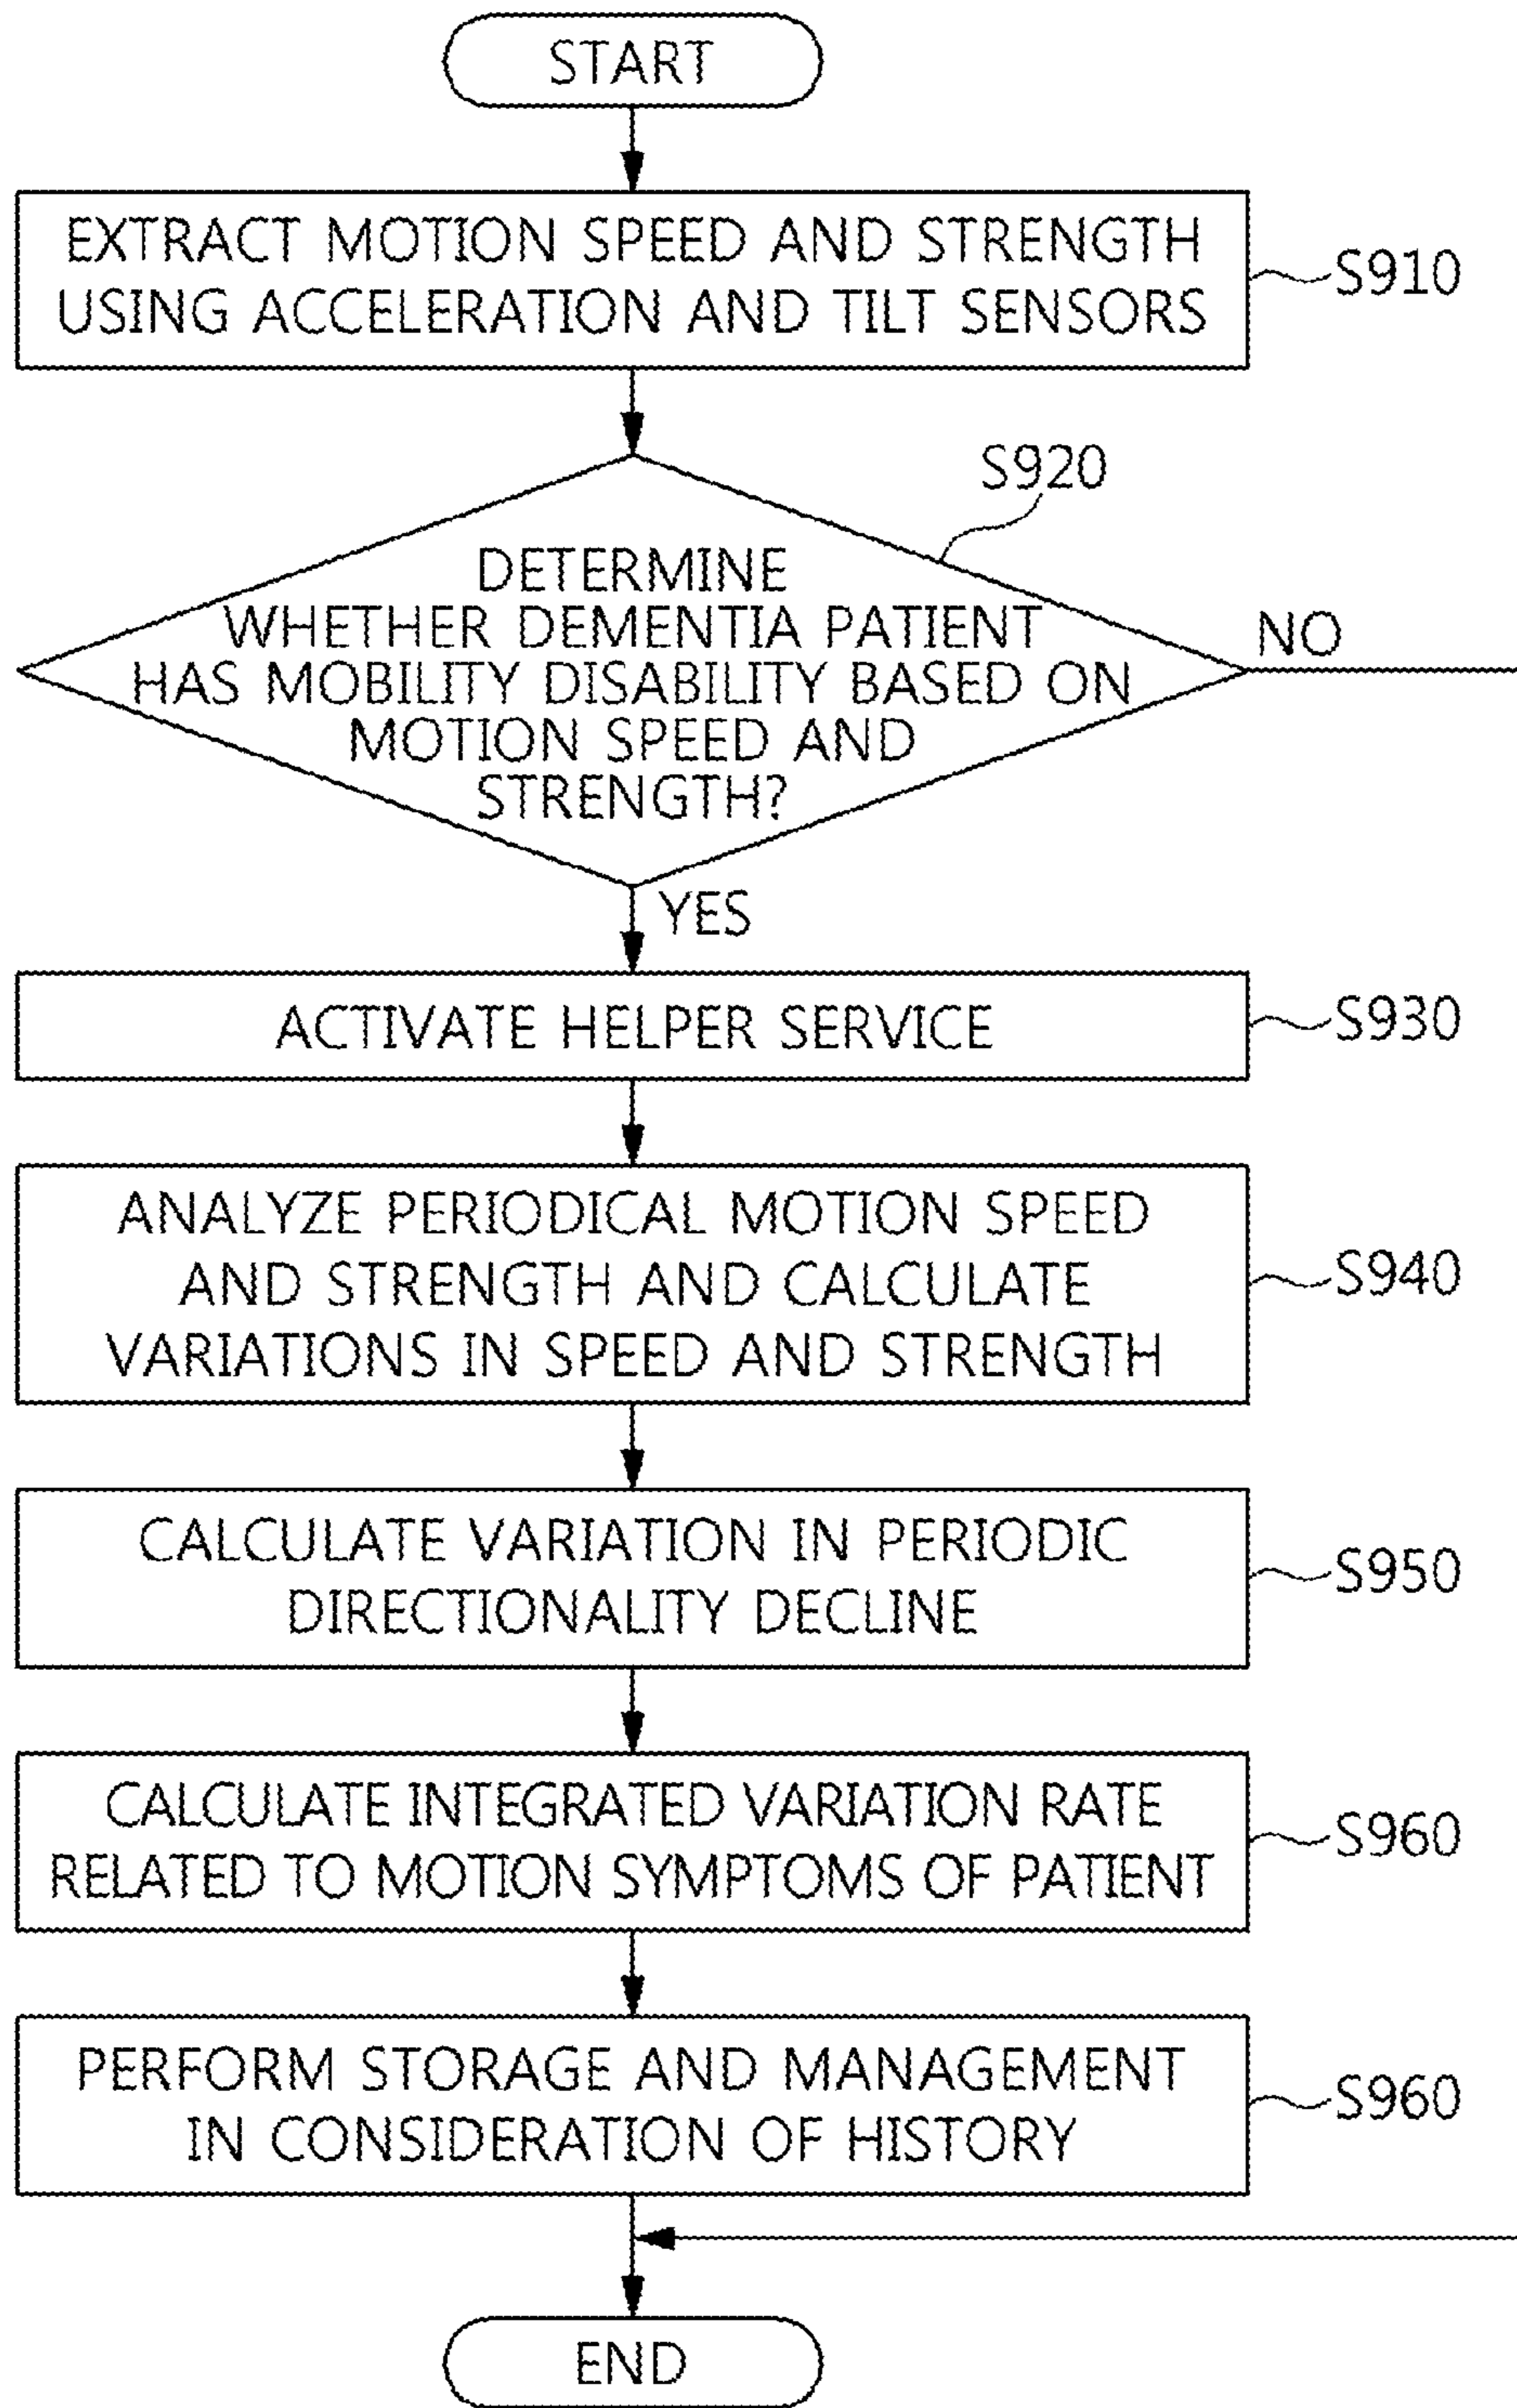 START
EXTRACT MOTION SPEED AND STRENGTH
USING ACCELERATION AND TILT SENSORS
S910
S920
DETERMINE
WHETHER DEMENTIA PATIENT
HAS MOBILITY DISABILITY BASED ON
MOTION SPEED AND
STRENGTH?
NO
YES
ACTIVATE HELPER SERVICE
S930
ANALYZE PERIODICAL MOTION SPEED
AND STRENGTH AND CALCULATE
VARIATIONS IN SPEED AND STRENGTH
S940
CALCULATE VARIATION IN PERIODIC
DIRECTIONALITY DECLINE
S950
CALCULATE INTEGRATED VARIATION RATE
RELATED TO MOTION SYMPTOMS OF PATIENT
S960
PERFORM STORAGE AND MANAGEMENT
IN CONSIDERATION OF HISTORY
S960
END